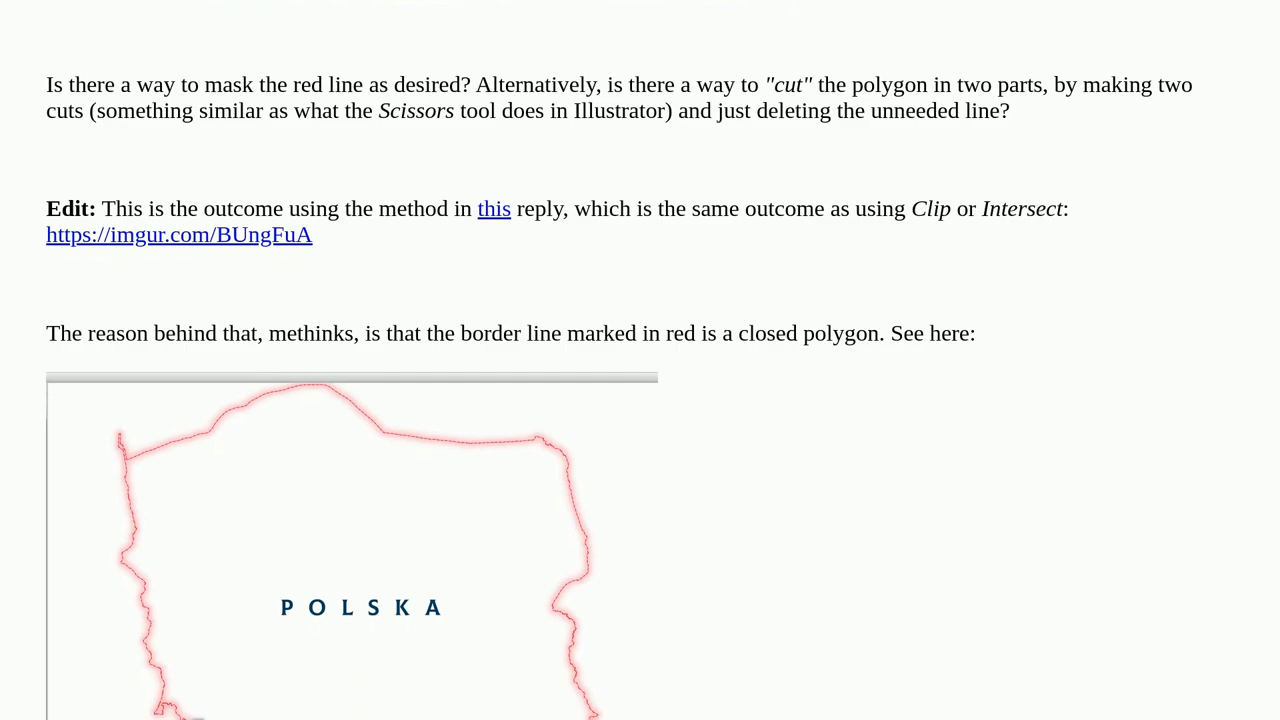 Is there a way to mask the red line as desired? Alternatively, is there a way to "cut" the polygon in two parts, by making two
cuts (something similar as what the Scissors tool does in Illustrator) and just deleting the unneeded line?
Edit: This is the outcome using the method in this reply, which is the same outcome as using Clip or Intersect:
https://imgur.com/BUngFuA
The reason behind that, methinks, is that the border line marked in red is a closed polygon. See here:
POLSKA